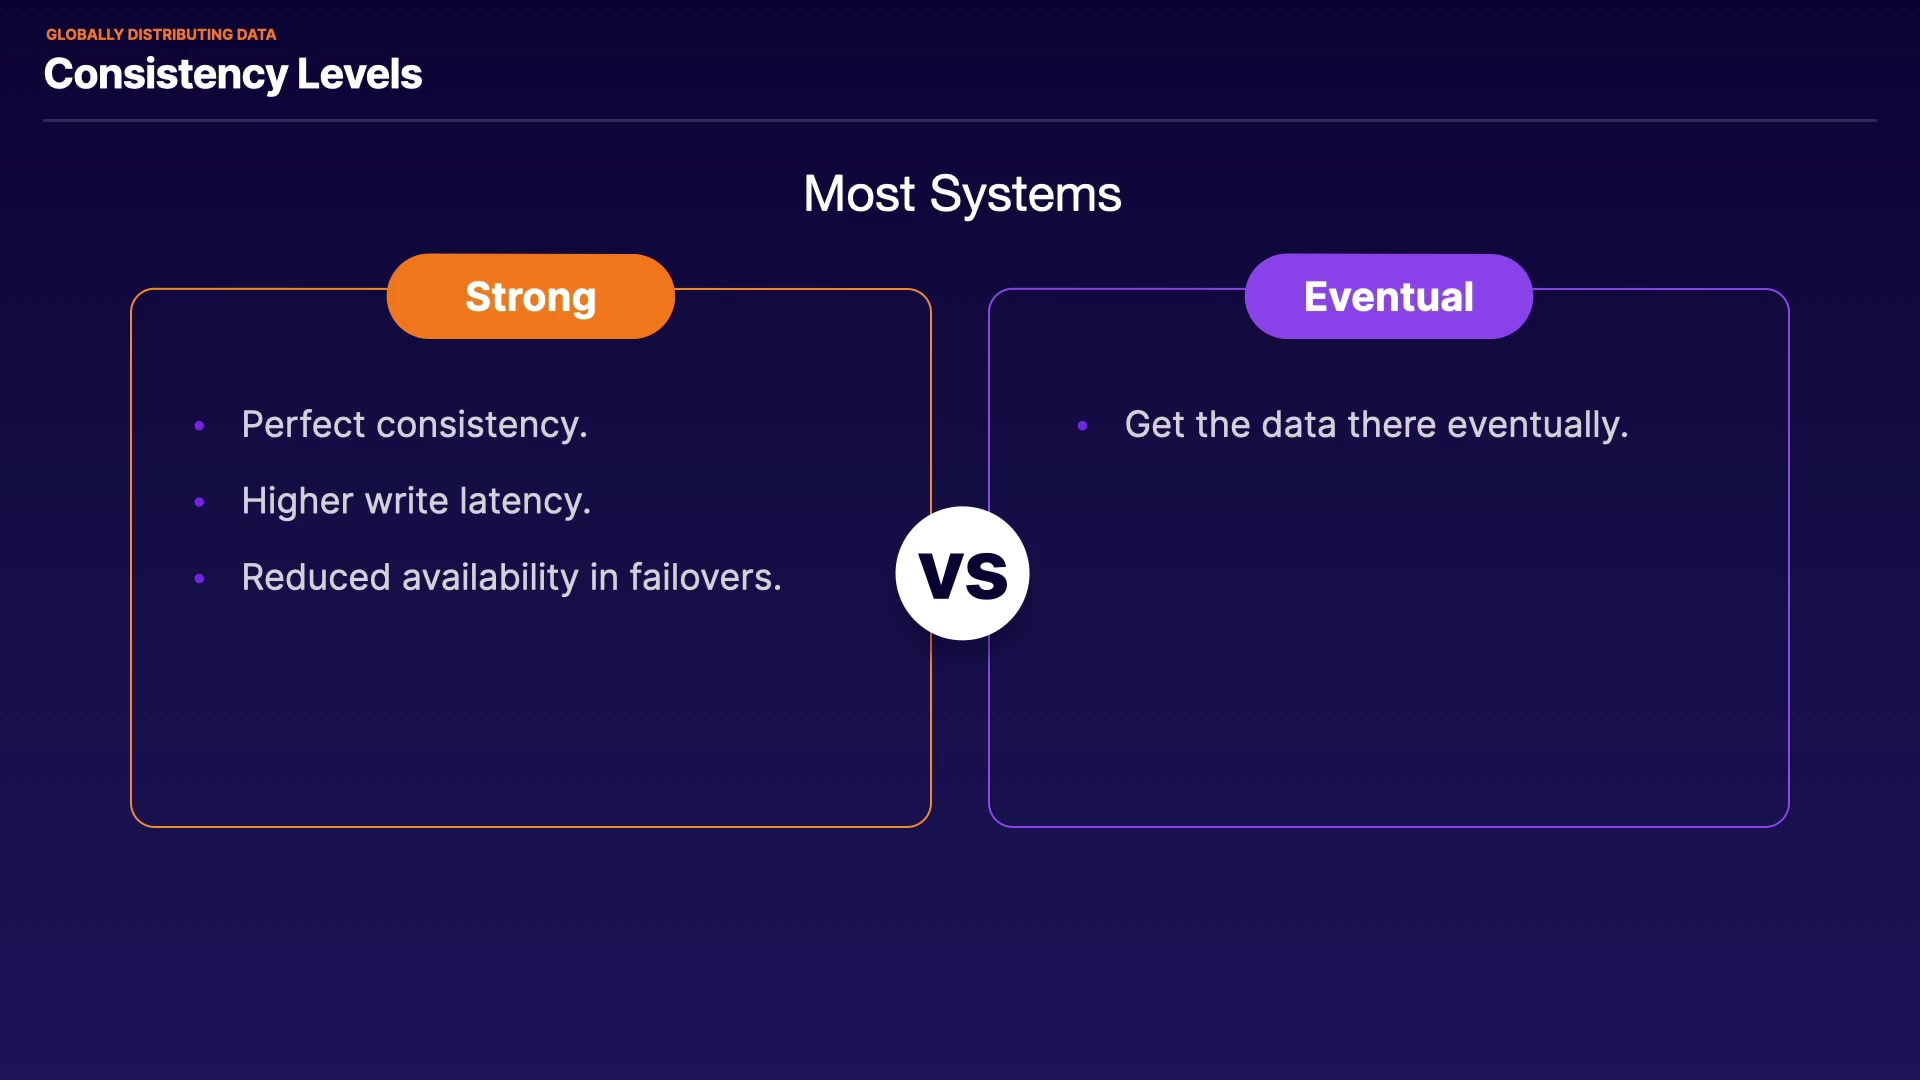 GLOBALLY DISTRIBUTING DATA
Consistency Levels
Most Systems
Strong
• Perfect consistency.
• Higher write latency.
• Reduced availability in failovers.
VS
Eventual
• Get the data there eventually.